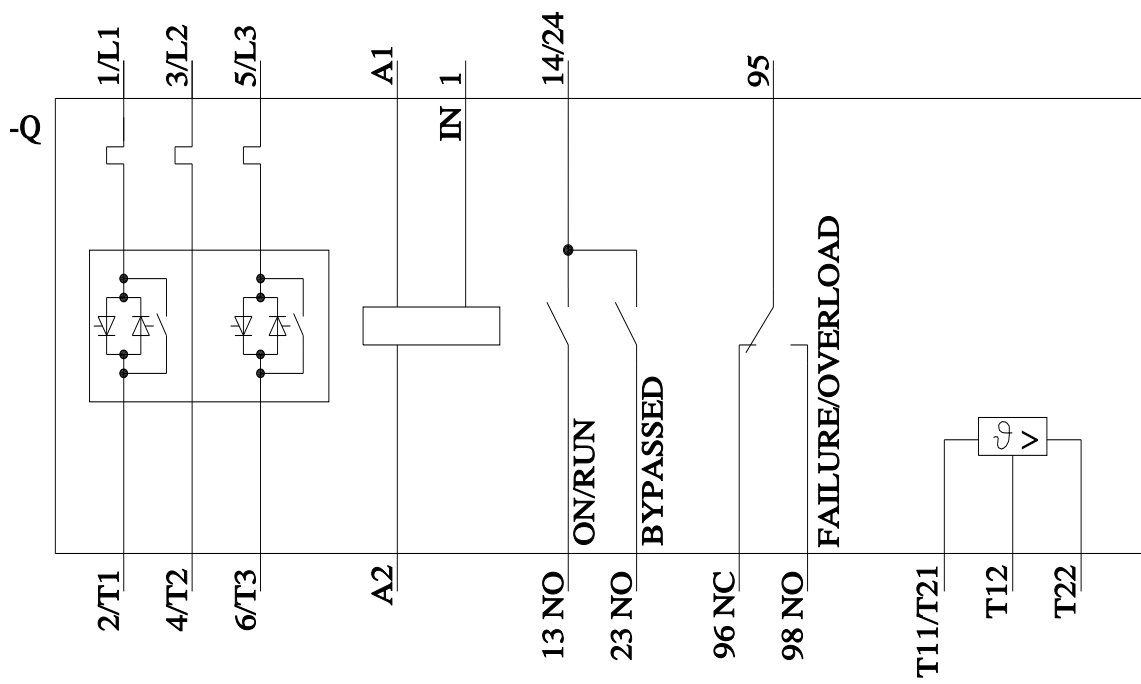 1/L1
3/L2
5/L3
A1
1
14/24
95
-Q
IN
ON/RUN
BYPASSED
FAILURE/OVERLOAD
ϑ >
2/T1
4/T2
6/T3
A2
13 NO
23 NO
96 NC
98 NO
T11/T21
T12
T22